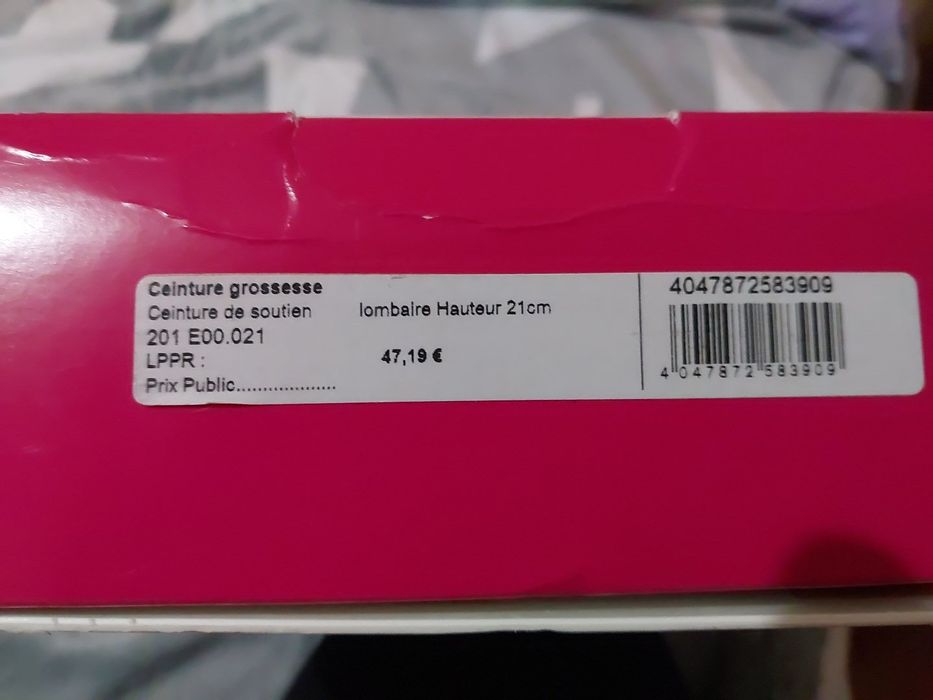 Ceinture grossesse
Ceinture de soutien lombaire Hauteur 21cm
201 E00.021
LPPR : 47,19 €
Prix Public...................
4047872583909
4 047872 583909